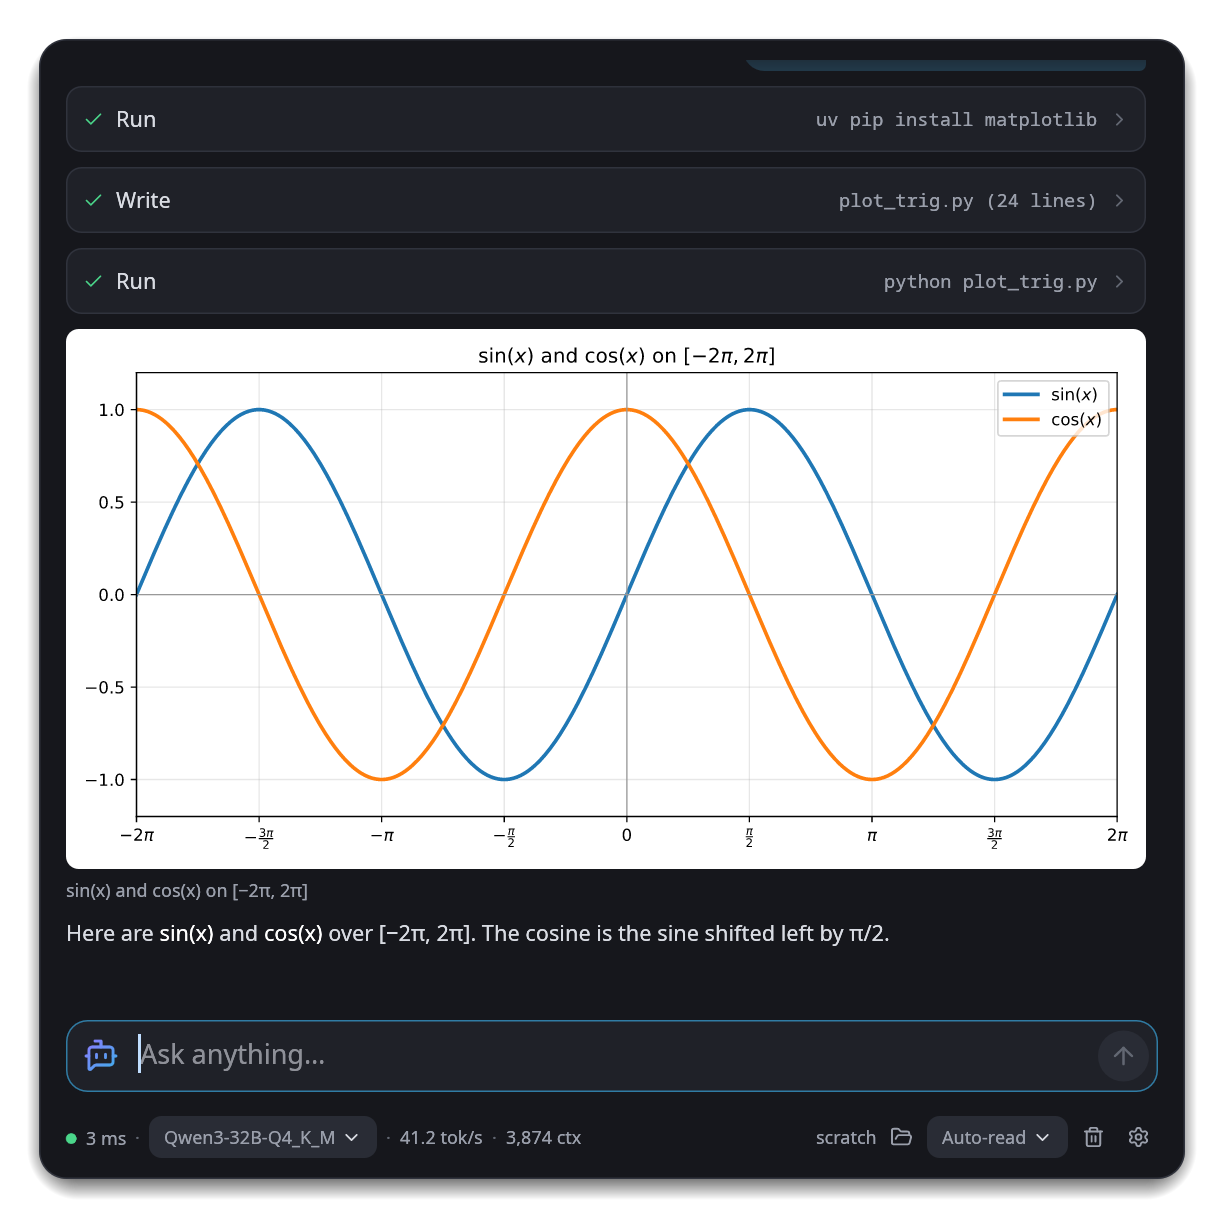 Run uv pip install matplotlib
Write plot_trig.py (24 lines)
Run python plot_trig.py
sin(x) and cos(x) on [−2π, 2π]
sin(x)
cos(x)
1.0
0.5
0.0
−0.5
−1.0
−2π −3π/2 −π −π/2 0 π/2 π 3π/2 2π
sin(x) and cos(x) on [−2π, 2π]
Here are sin(x) and cos(x) over [−2π, 2π]. The cosine is the sine shifted left by π/2.
Ask anything...
3 ms · Qwen3-32B-Q4_K_M · 41.2 tok/s · 3,874 ctx scratch Auto-read